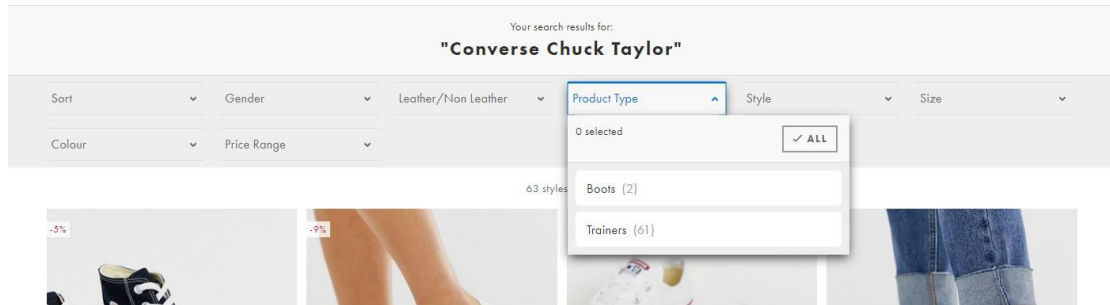 Your search results for:
"Converse Chuck Taylor"
Sort
Gender
Leather/Non Leather
Product Type
Style
Size
Colour
Price Range
0 selected
ALL
63 styles
Boots (2)
Trainers (61)
-5%
-9%